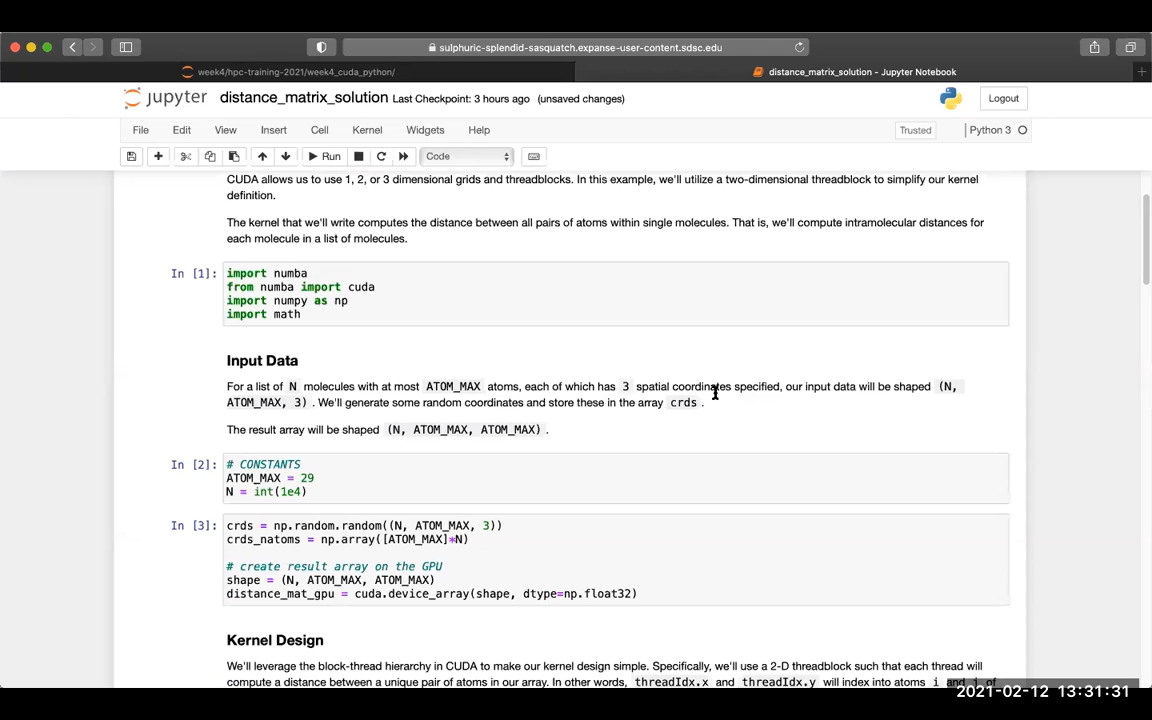 sulphuric-splendid-sasquatch.expanse-user-content.sdsc.edu
week4/hpc-training-2021/week4_cuda_python/
distance_matrix_solution - Jupyter Notebook
jupyter distance_matrix_solution Last Checkpoint: 3 hours ago (unsaved changes)
Logout
File Edit View Insert Cell Kernel Widgets Help
Trusted Python 3
Run Code
CUDA allows us to use 1, 2, or 3 dimensional grids and threadblocks. In this example, we'll utilize a two-dimensional threadblock to simplify our kernel
definition.
The kernel that we'll write computes the distance between all pairs of atoms within single molecules. That is, we'll compute intramolecular distances for
each molecule in a list of molecules.
In [1]: import numba
from numba import cuda
import numpy as np
import math
Input Data
For a list of N molecules with at most ATOM_MAX atoms, each of which has 3 spatial coordinates specified, our input data will be shaped (N,
ATOM_MAX, 3) . We'll generate some random coordinates and store these in the array crds .
The result array will be shaped (N, ATOM_MAX, ATOM_MAX) .
In [2]: # CONSTANTS
ATOM_MAX = 29
N = int(1e4)
In [3]: crds = np.random.random((N, ATOM_MAX, 3))
crds_natoms = np.array([ATOM_MAX]*N)
# create result array on the GPU
shape = (N, ATOM_MAX, ATOM_MAX)
distance_mat_gpu = cuda.device_array(shape, dtype=np.float32)
Kernel Design
We'll leverage the block-thread hierarchy in CUDA to make our kernel design simple. Specifically, we'll use a 2-D threadblock such that each thread will
compute a distance between a unique pair of atoms in our array. In other words, threadIdx.x and threadIdx.y will index into atoms i and j of
2021-02-12 13:31:31